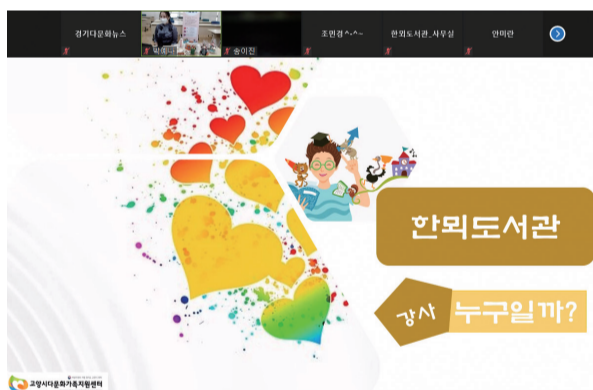 경기다문화뉴스
송이진
조민경^-^~
한뫼도서관_사무실
안미란
한뫼도서관
강사 누구일까?
고양시다문화가족지원센터